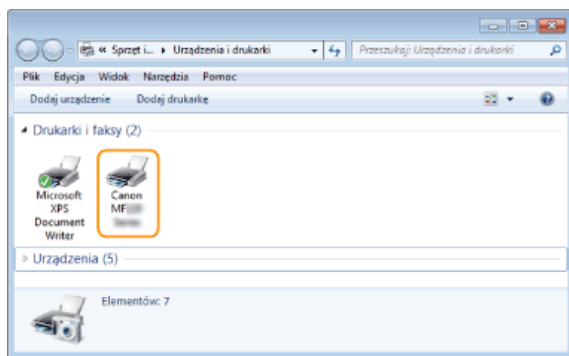 « Sprzęt i... ▸ Urządzenia i drukarki
Przeszukaj: Urządzenia i drukarki
Plik Edycja Widok Narzędzia Pomoc
Dodaj urządzenie Dodaj drukarkę
Drukarki i faksy (2)
Microsoft
XPS
Document
Writer
Canon
MF
Urządzenia (5)
Elementów: 7